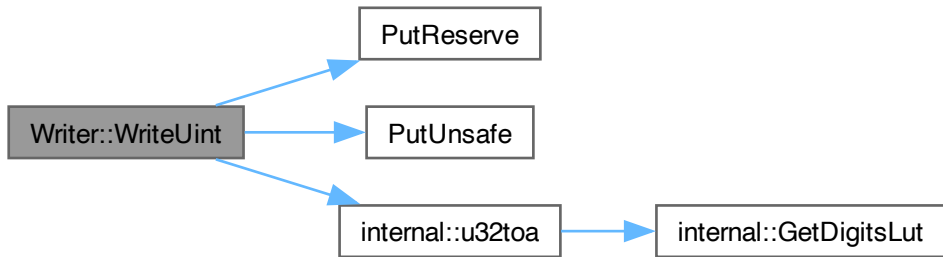 PutReserve
Writer::WriteUint
PutUnsafe
internal::u32toa
internal::GetDigitsLut